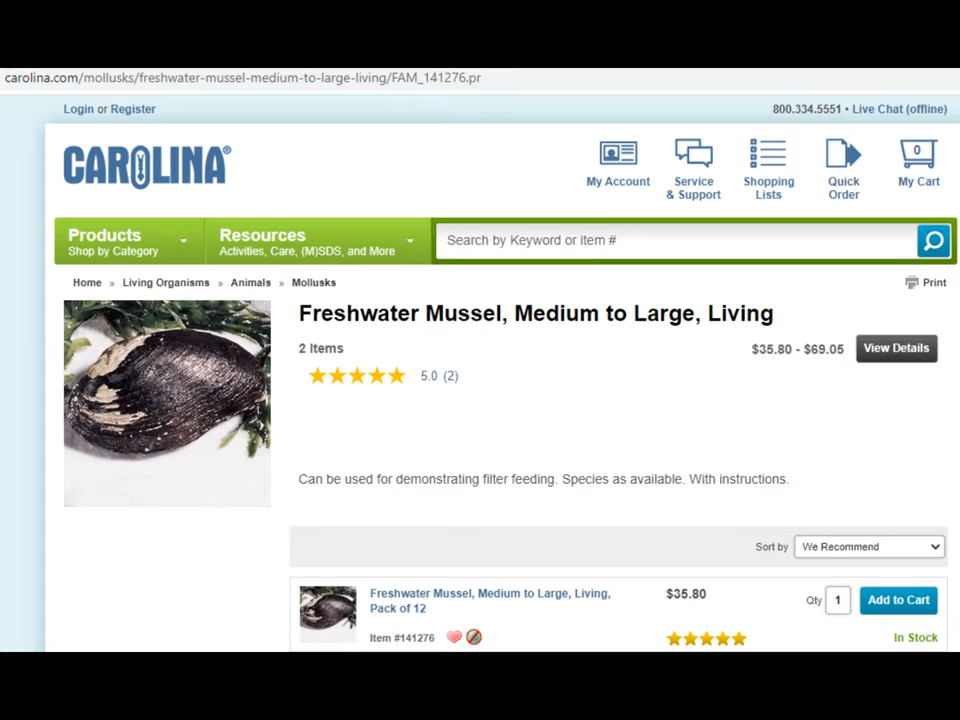 carolina.com/mollusks/freshwater-mussel-medium-to-large-living/FAM_141276.pr
Login or Register
800.334.5551 • Live Chat (offline)
CAROLINA®
My Account
Service & Support
Shopping Lists
Quick Order
0
My Cart
Products
Shop by Category
Resources
Activities, Care, (M)SDS, and More
Search by Keyword or item #
Home » Living Organisms » Animals » Mollusks
Print
Freshwater Mussel, Medium to Large, Living
2 Items
$35.80 - $69.05
View Details
5.0 (2)
Can be used for demonstrating filter feeding. Species as available. With instructions.
Sort by We Recommend
Freshwater Mussel, Medium to Large, Living,
Pack of 12
$35.80
Qty 1
Add to Cart
Item #141276
In Stock